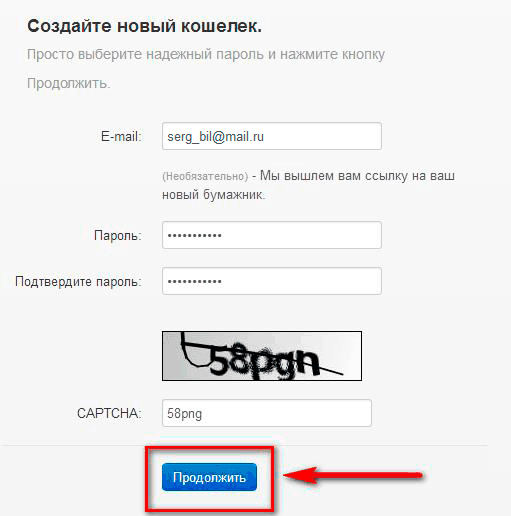 Создайте новый кошелек.
Просто выберите надежный пароль и нажмите кнопку
Продолжить.
E-mail: serg_bil@mail.ru
(Необязательно) - Мы вышлем вам ссылку на ваш
новый бумажник.
Пароль: •••••••••••
Подтвердите пароль: •••••••••••
58pgn
CAPTCHA: 58png
Продолжить